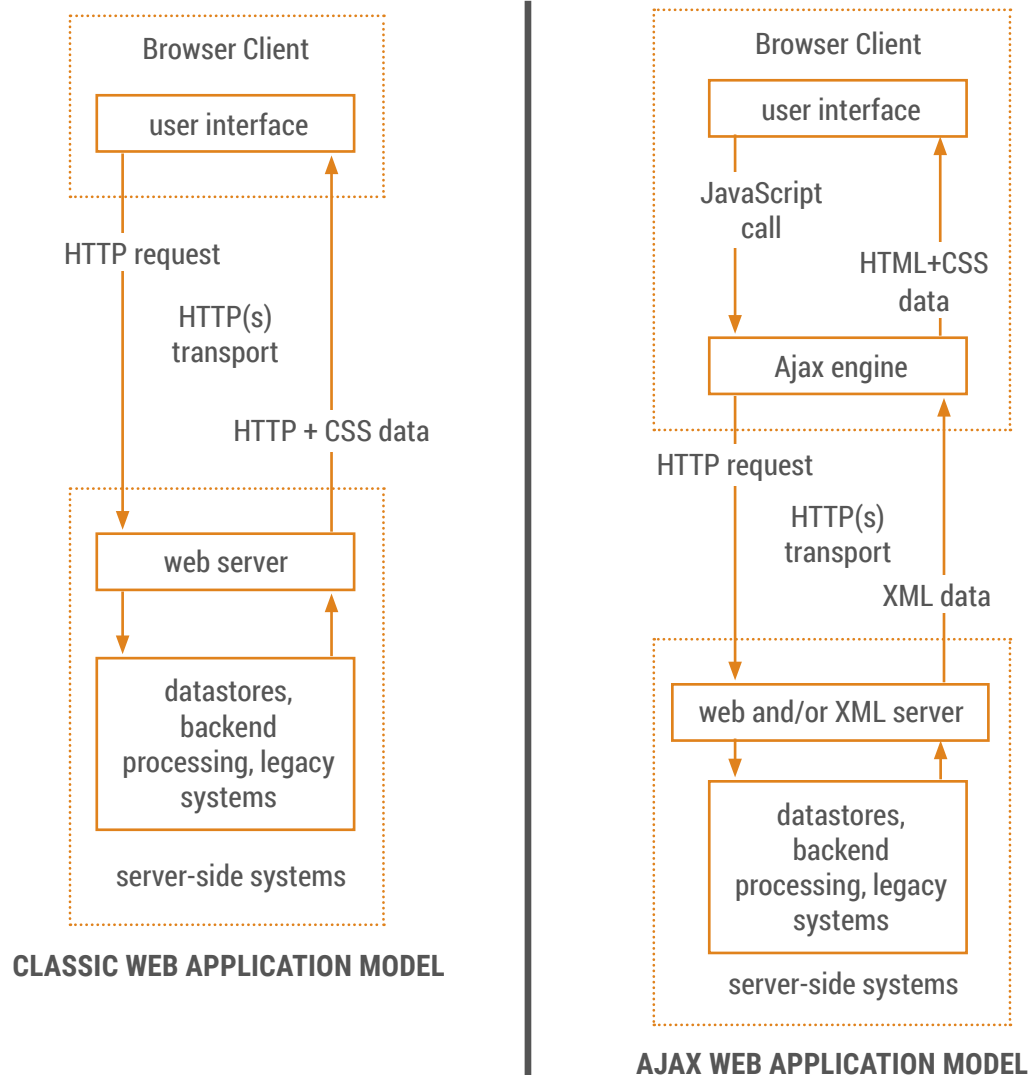 Browser Client
user interface
HTTP request
HTTP(s)
transport
HTTP + CSS data
web server
datastores,
backend
processing, legacy
systems
server-side systems
CLASSIC WEB APPLICATION MODEL
Browser Client
user interface
JavaScript
call
HTML+CSS
data
Ajax engine
HTTP request
HTTP(s)
transport
XML data
web and/or XML server
datastores,
backend
processing, legacy
systems
server-side systems
AJAX WEB APPLICATION MODEL